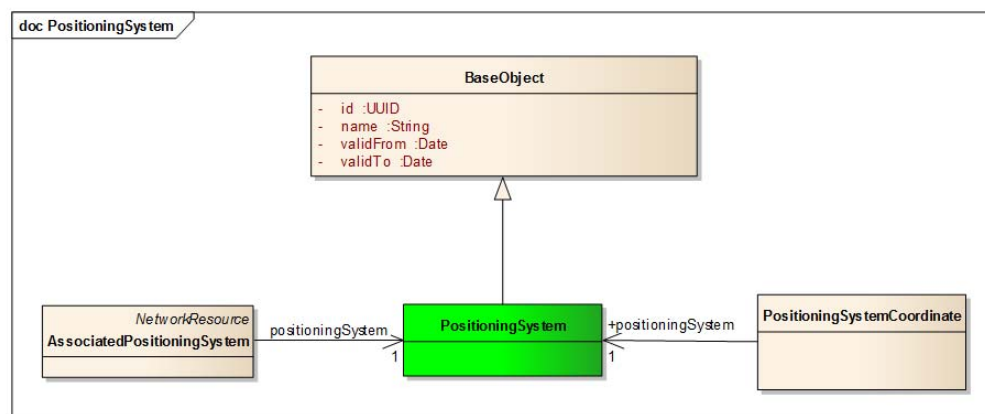 doc PositioningSystem
BaseObject
- id :UUID
- name :String
- validFrom :Date
- validTo :Date
NetworkResource
AssociatedPositioningSystem
positioningSystem
1
PositioningSystem
+positioningSystem
1
PositioningSystemCoordinate